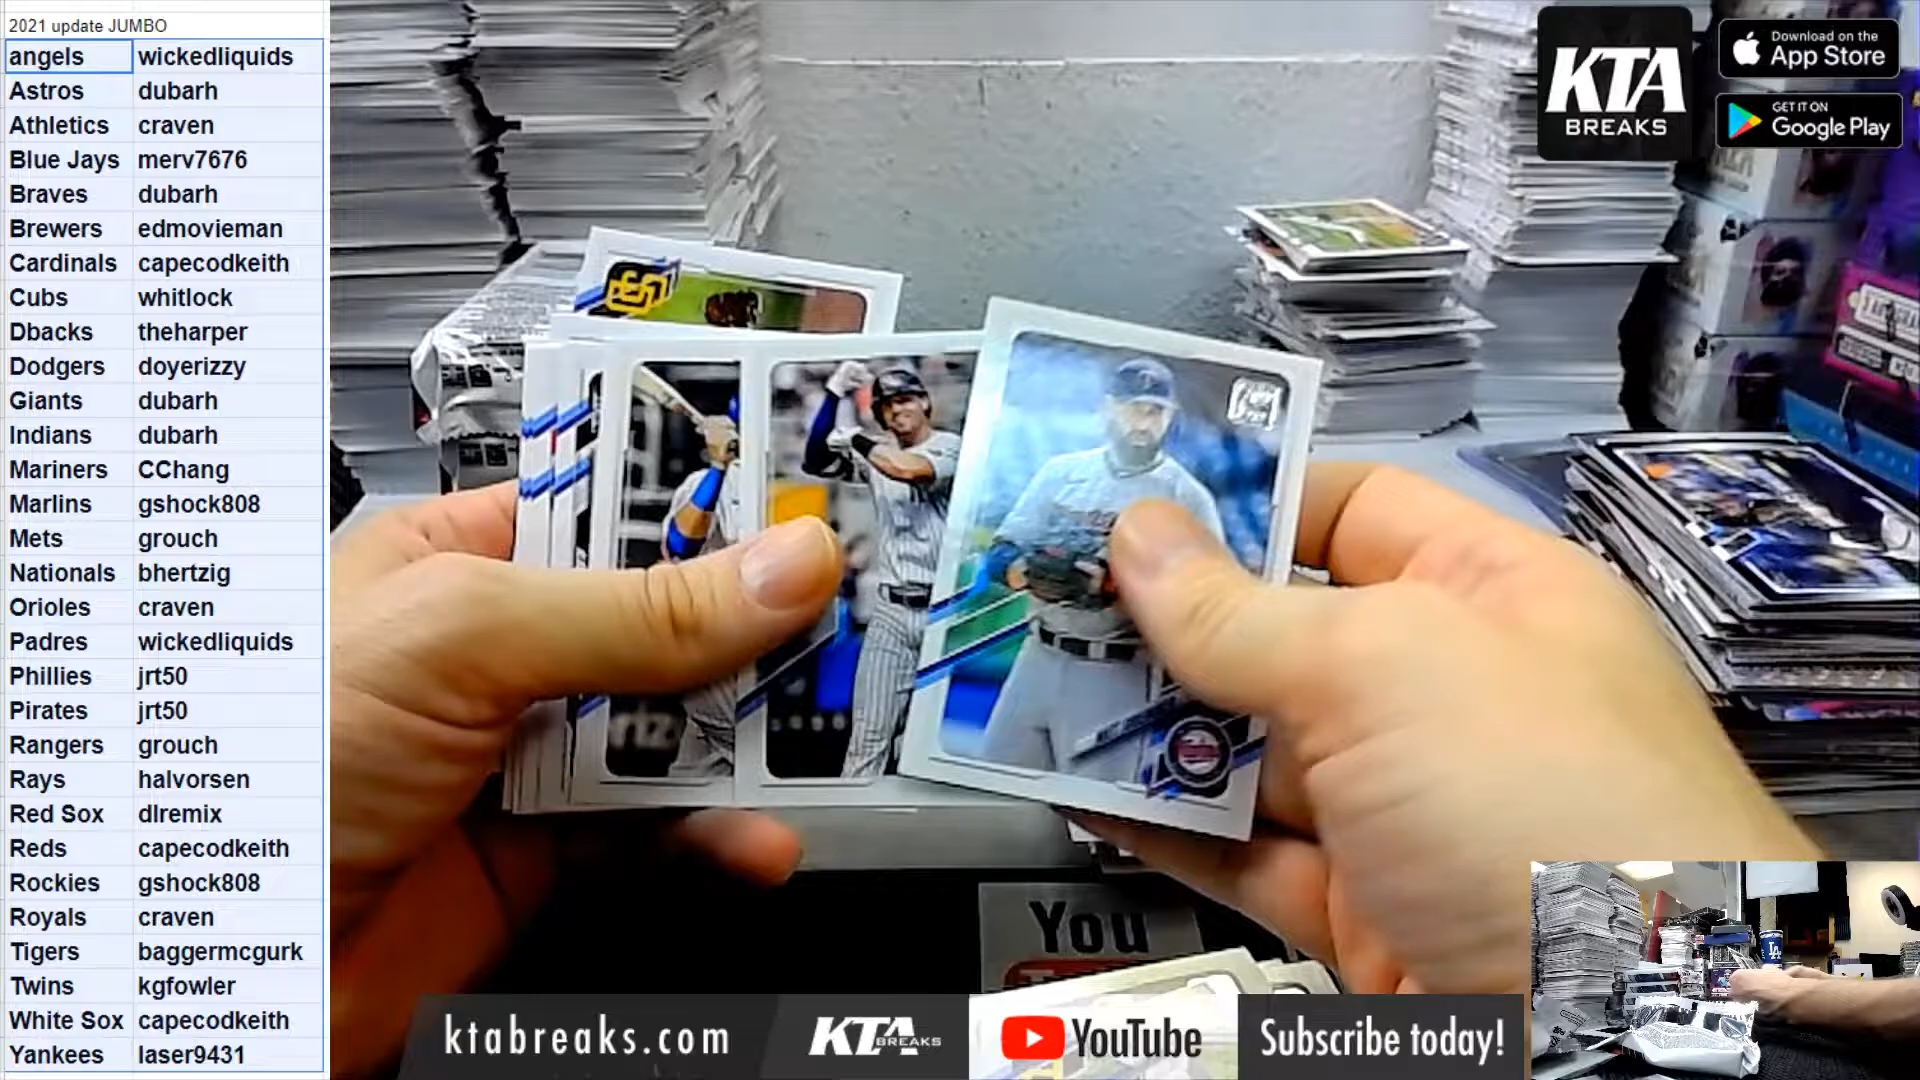 2021 update JUMBO
angels wickedliquids
Astros dubarh
Athletics craven
Blue Jays merv7676
Braves dubarh
Brewers edmovieman
Cardinals capecodkeith
Cubs whitlock
Dbacks theharper
Dodgers doyerizzy
Giants dubarh
Indians dubarh
Mariners CChang
Marlins gshock808
Mets grouch
Nationals bhertzig
Orioles craven
Padres wickedliquids
Phillies jrt50
Pirates jrt50
Rangers grouch
Rays halvorsen
Red Sox dlremix
Reds capecodkeith
Rockies gshock808
Royals craven
Tigers baggermcgurk
Twins kgfowler
White Sox capecodkeith
Yankees laser9431
KTA
BREAKS
Download on the
App Store
GET IT ON
Google Play
SD
You
LA
ktabreaks.com
KTA BREAKS
YouTube
Subscribe today!